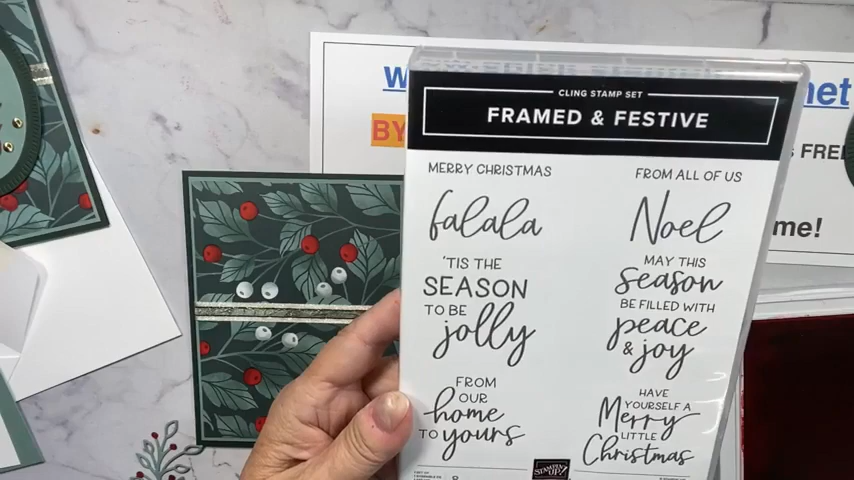 CLING STAMP SET
FRAMED & FESTIVE
MERRY CHRISTMAS
falala
'TIS THE
SEASON
TO BE
jolly
FROM
OUR
home
TO yours
FROM ALL OF US
Noel
MAY THIS
season
BE FILLED WITH
peace
& joy
HAVE
YOURSELF A
Merry
LITTLE
Christmas
STAMPIN' UP!
BY
FREE